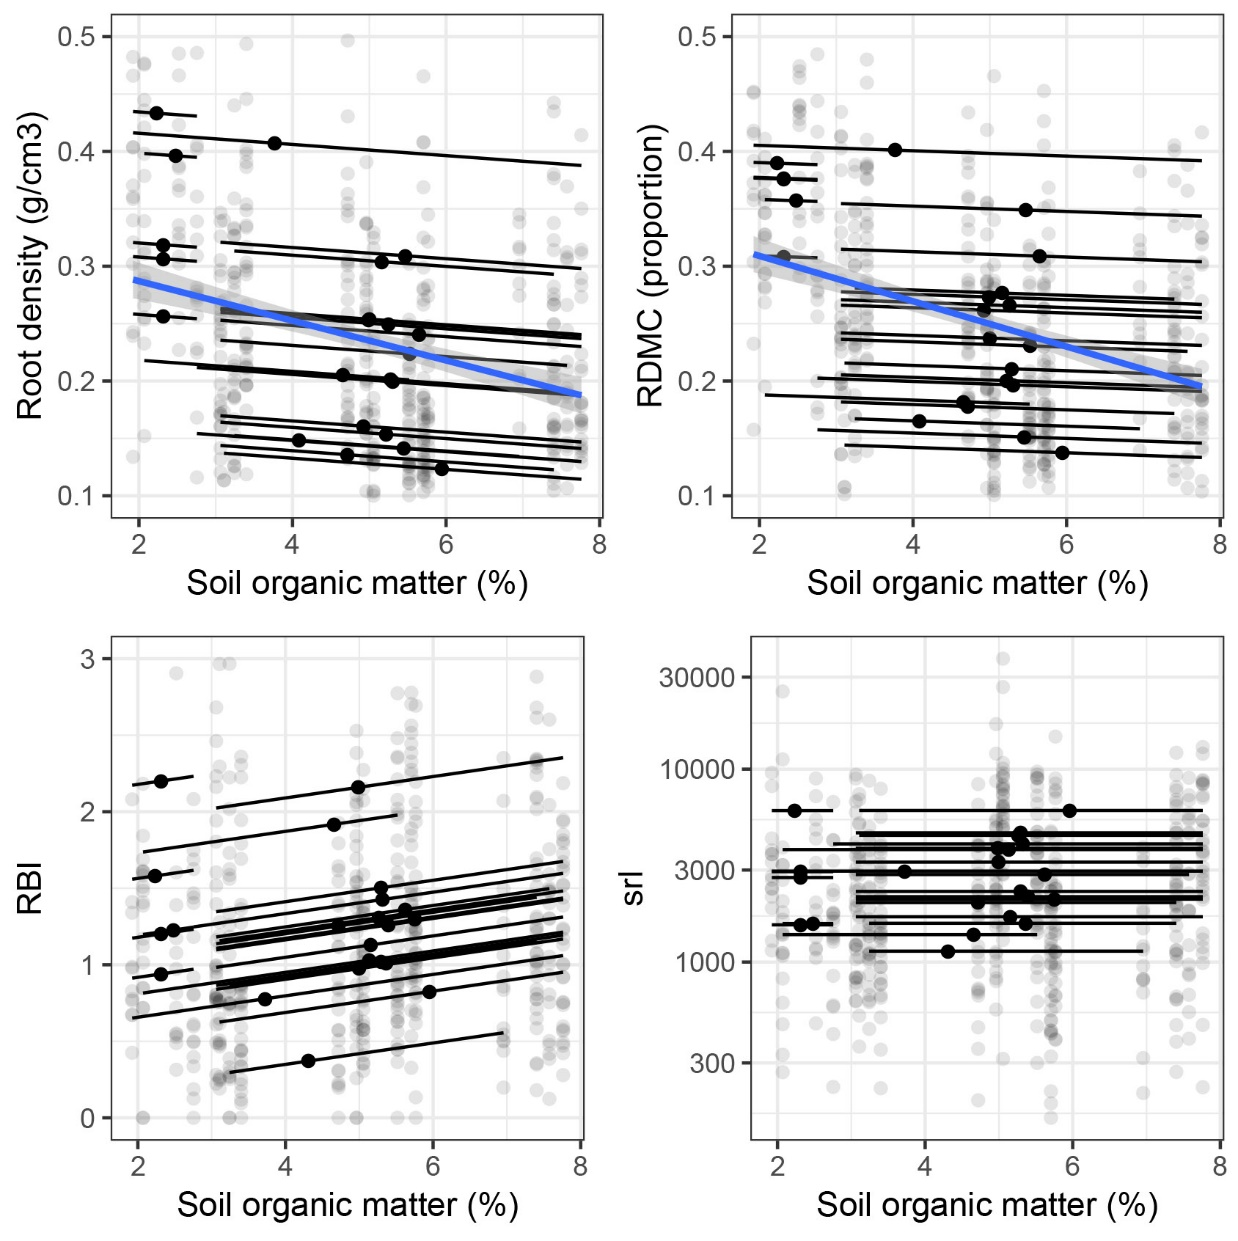 Root density (g/cm3)
0.5
0.4
0.3
0.2
0.1
2 4 6 8
Soil organic matter (%)
RDMC (proportion)
0.5
0.4
0.3
0.2
0.1
2 4 6 8
Soil organic matter (%)
RBI
3
2
1
0
2 4 6 8
Soil organic matter (%)
srl
30000
10000
3000
1000
300
2 4 6 8
Soil organic matter (%)